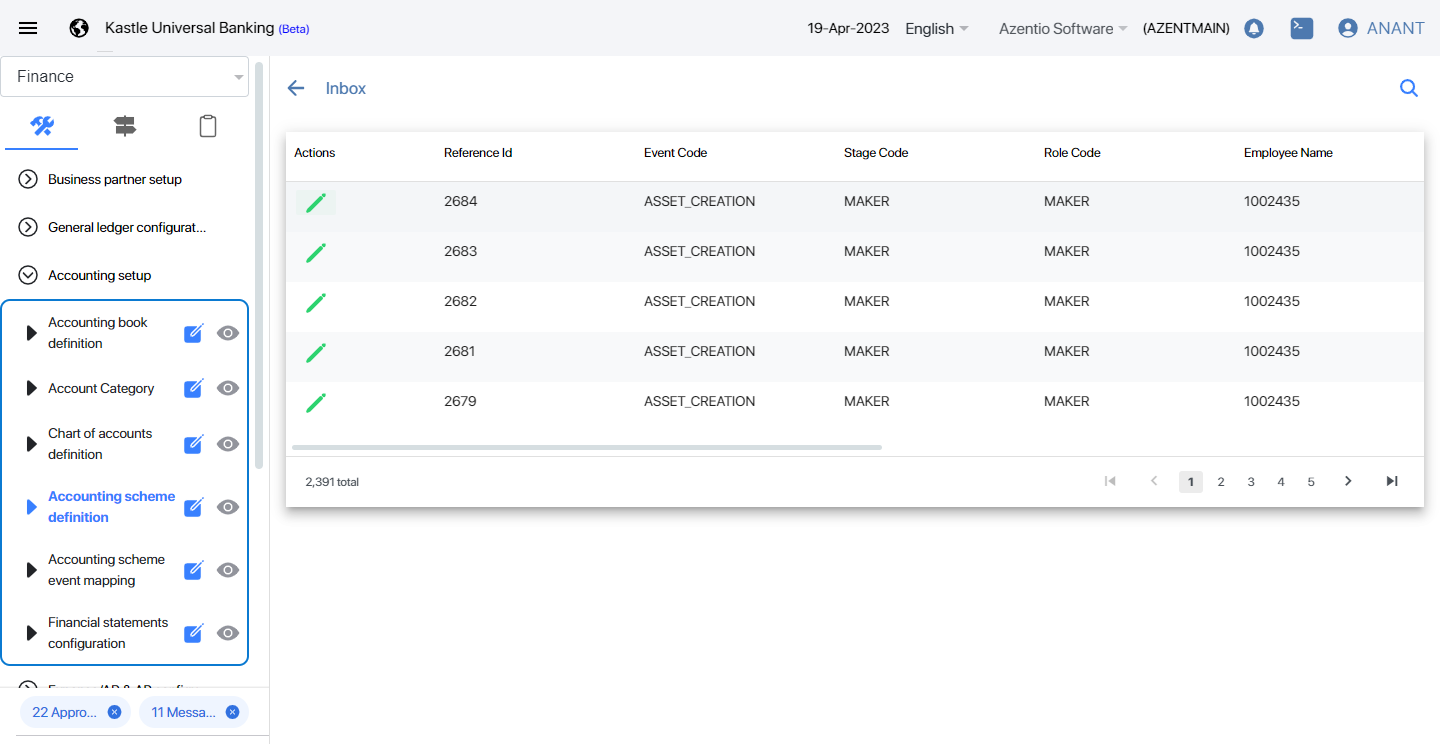 Kastle Universal Banking (Beta)
19-Apr-2023
English
Azentio Software
(AZENTMAIN)
ANANT
Finance
Business partner setup
General ledger configurat...
Accounting setup
Accounting book
definition
Account Category
Chart of accounts
definition
Accounting scheme
definition
Accounting scheme
event mapping
Financial statements
configuration
22 Appro...
11 Messa...
Inbox
Actions Reference Id Event Code Stage Code Role Code Employee Name
2684 ASSET_CREATION MAKER MAKER 1002435
2683 ASSET_CREATION MAKER MAKER 1002435
2682 ASSET_CREATION MAKER MAKER 1002435
2681 ASSET_CREATION MAKER MAKER 1002435
2679 ASSET_CREATION MAKER MAKER 1002435
2,391 total
1 2 3 4 5